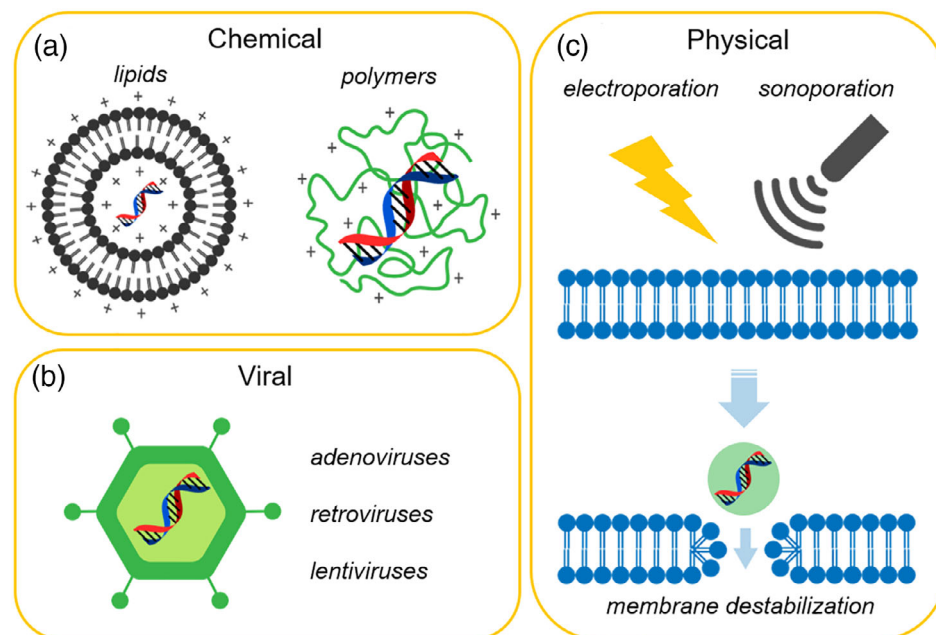 (a)
Chemical
lipids
polymers
(b)
Viral
adenoviruses
retroviruses
lentiviruses
(c)
Physical
electroporation
sonoporation
membrane destabilization